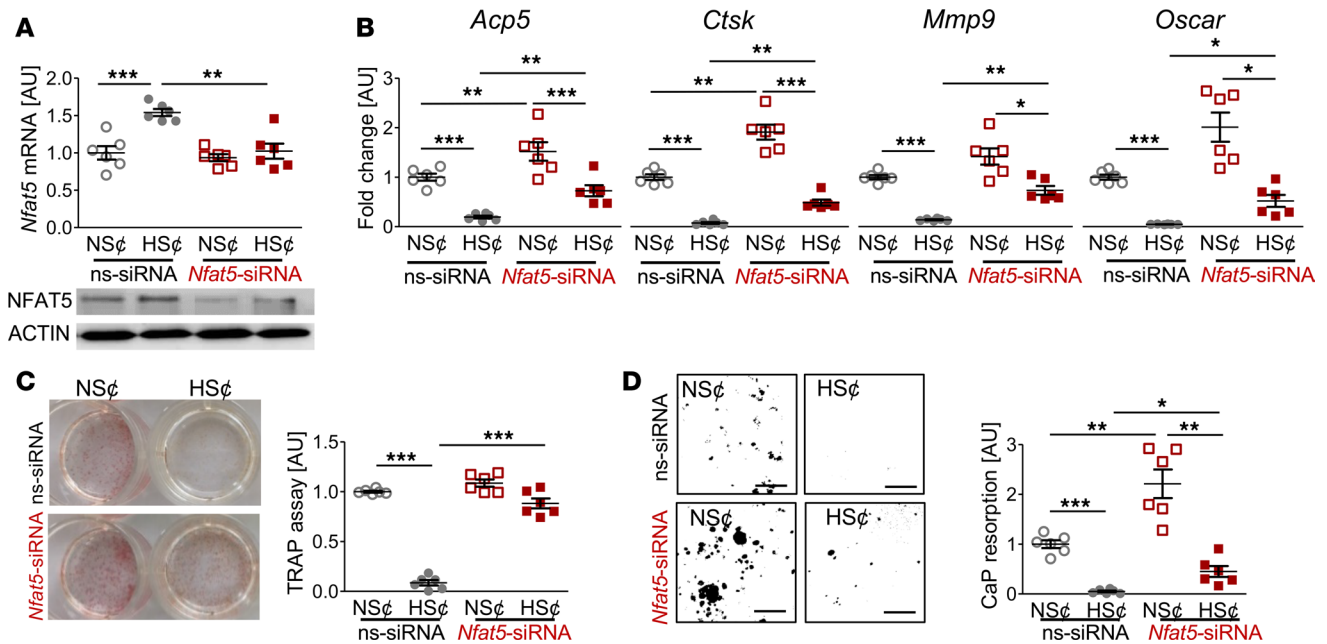 A
Nfat5 mRNA [AU]
2.0
1.5
1.0
0.5
0.0
***
**
NS¢ HS¢ NS¢ HS¢
ns-siRNA Nfat5-siRNA
NFAT5
ACTIN
B
Acp5 Ctsk Mmp9 Oscar
Fold change [AU]
3
2
1
0
**
** ***
***
**
** ***
***
**
*
***
*
*
***
NS¢ HS¢ NS¢ HS¢ NS¢ HS¢ NS¢ HS¢ NS¢ HS¢ NS¢ HS¢ NS¢ HS¢ NS¢ HS¢
ns-siRNA Nfat5-siRNA ns-siRNA Nfat5-siRNA ns-siRNA Nfat5-siRNA ns-siRNA Nfat5-siRNA
C
NS¢ HS¢
ns-siRNA
Nfat5-siRNA
TRAP assay [AU]
1.5
1.0
0.5
0.0
***
***
NS¢ HS¢ NS¢ HS¢
ns-siRNA Nfat5-siRNA
D
ns-siRNA
NS¢ HS¢
Nfat5-siRNA
NS¢ HS¢
CaP resorption [AU]
3
2
1
0
*
** **
***
NS¢ HS¢ NS¢ HS¢
ns-siRNA Nfat5-siRNA